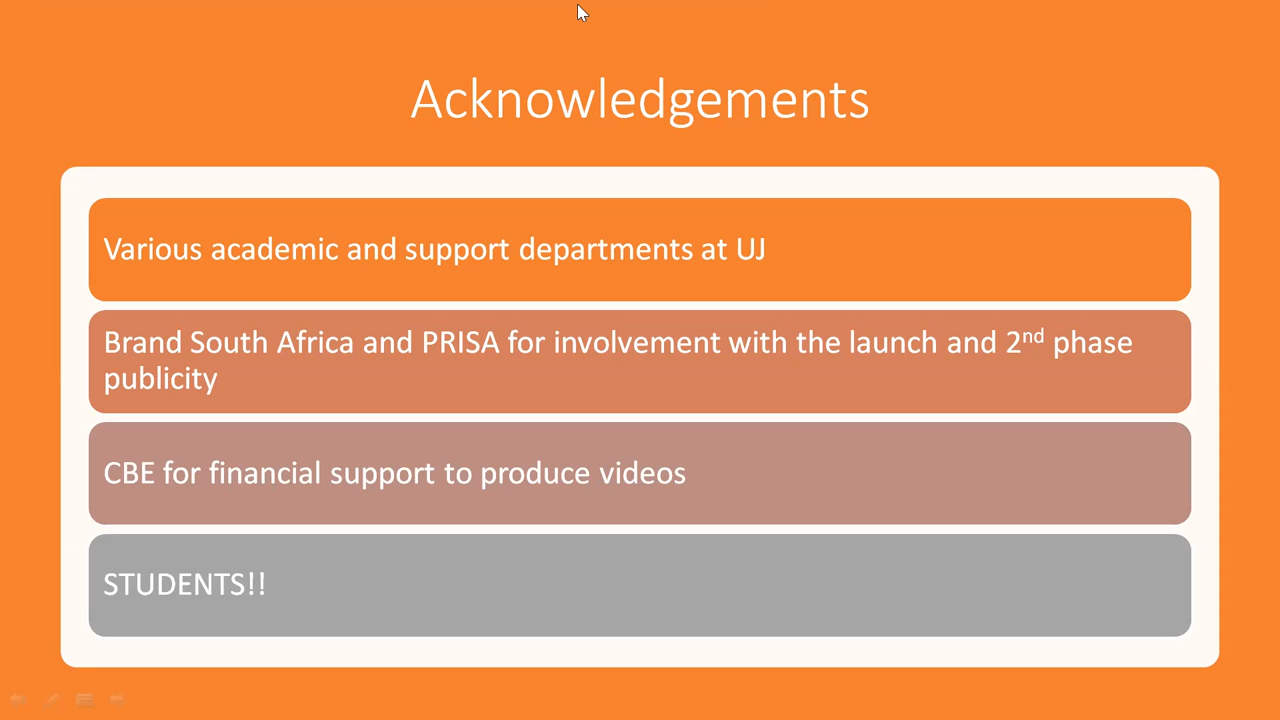 Acknowledgements
Various academic and support departments at UJ
Brand South Africa and PRISA for involvement with the launch and 2nd phase
publicity
CBE for financial support to produce videos
STUDENTS!!